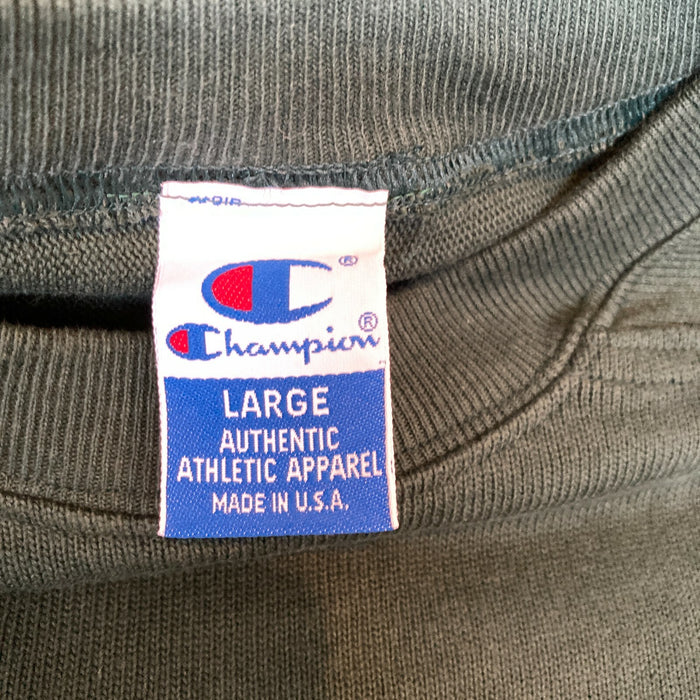 ®
Champion®
LARGE
AUTHENTIC
ATHLETIC APPAREL
MADE IN U.S.A.